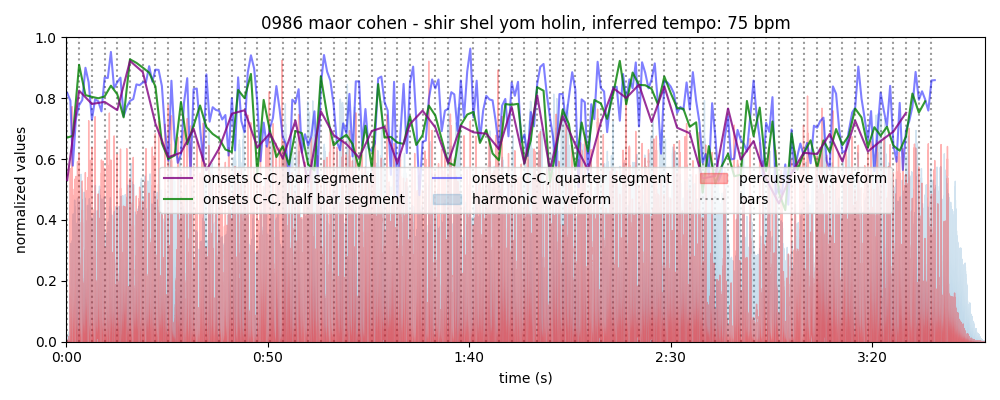 0986 maor cohen - shir shel yom holin, inferred tempo: 75 bpm
1.0
0.8
0.6
0.4
0.2
0.0
normalized values
onsets C-C, bar segment
onsets C-C, half bar segment
onsets C-C, quarter segment
harmonic waveform
percussive waveform
bars
0:00 0:50 1:40 2:30 3:20
time (s)